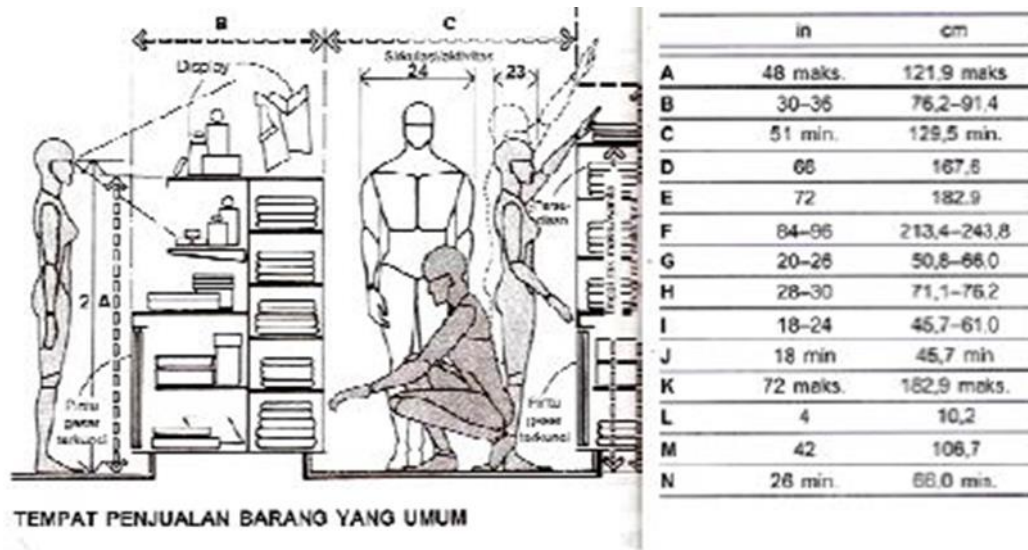 B
C
Sirkulasi/aktivitas
Display
24
23
2
A
Pintu
geser
terkunci
Pintu
geser
terkunci
TEMPAT PENJUALAN BARANG YANG UMUM
in cm
A 48 maks. 121,9 maks
B 30–36 76,2–91,4
C 51 min. 129,5 min.
D 66 167,6
E 72 182.9
F 84–96 213,4–243,8
G 20–26 50,8–66.0
H 28–30 71,1–76,2
I 18–24 45,7–61.0
J 18 min 45,7 min
K 72 maks. 182,9 maks.
L 4 10,2
M 42 106,7
N 26 min. 66,0 min.